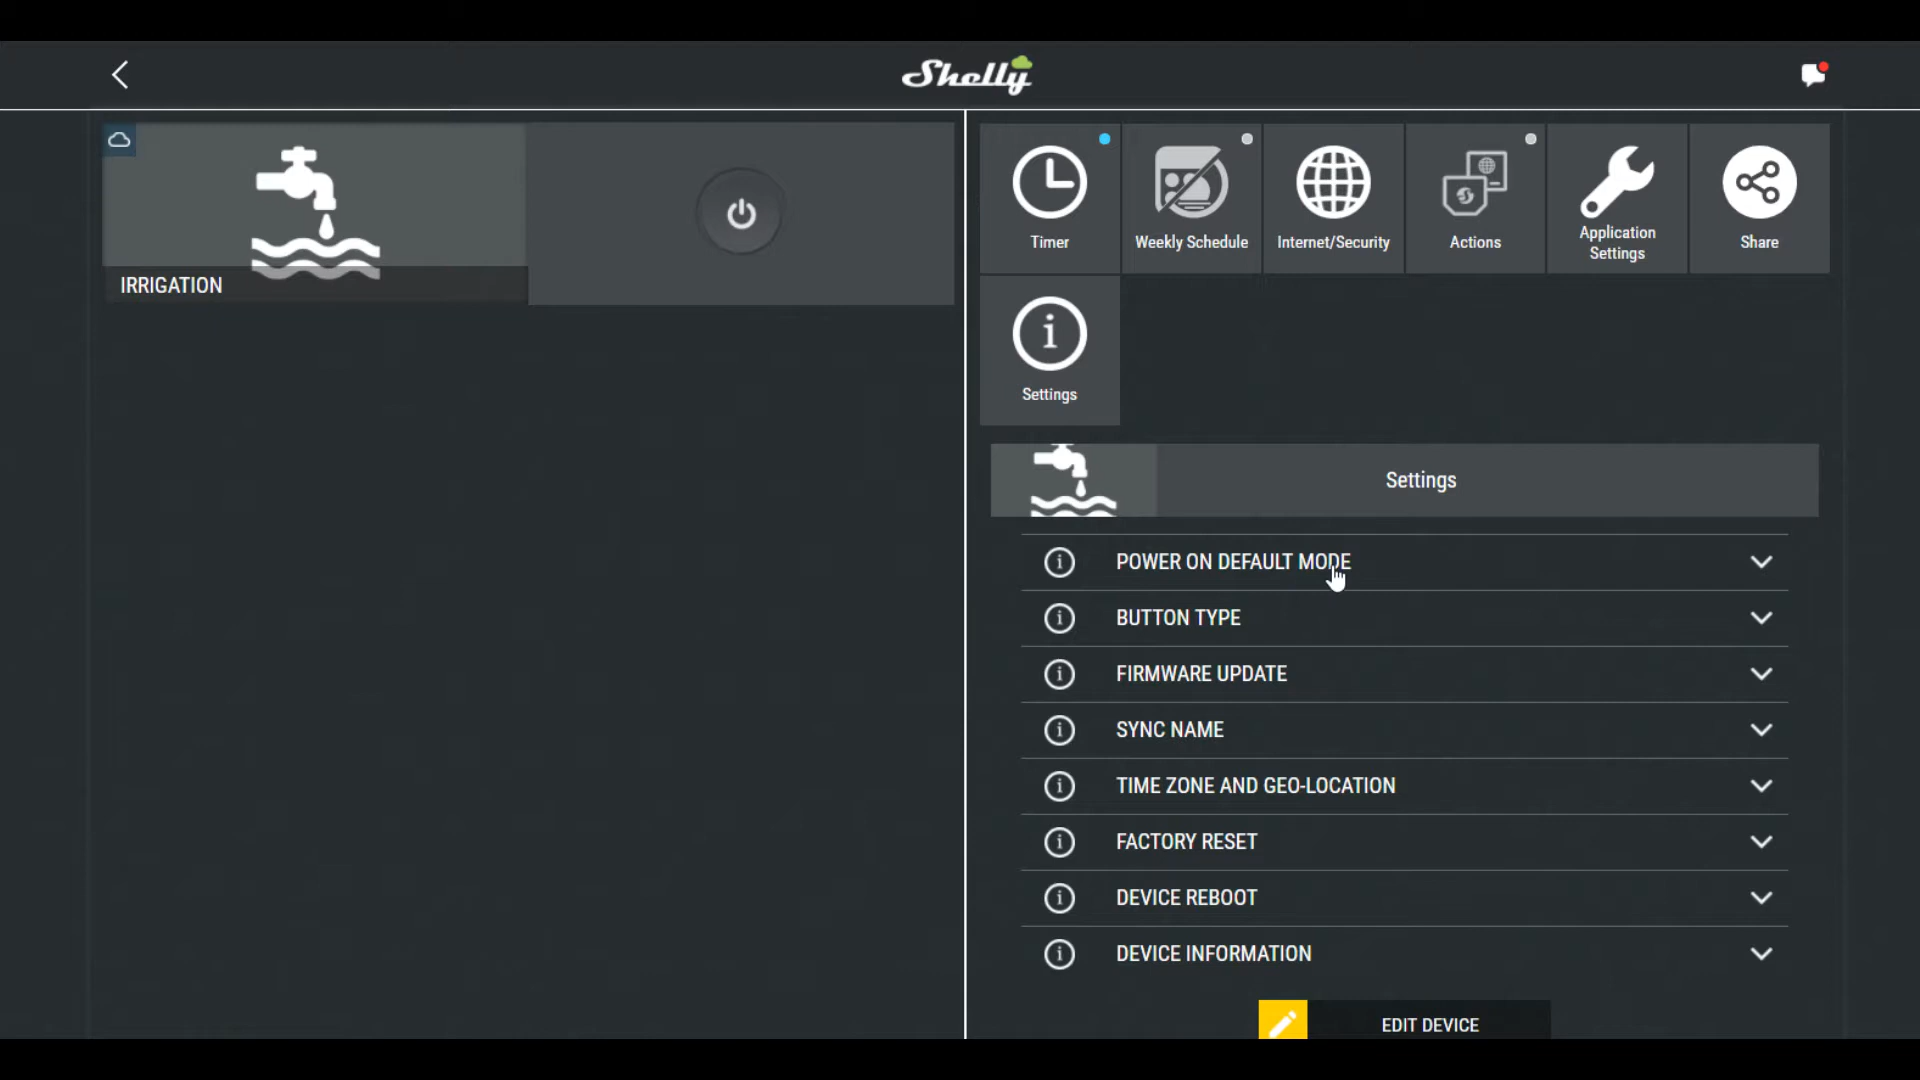 Shelly
IRRIGATION
Timer
Weekly Schedule
Internet/Security
Actions
Application
Settings
Share
Settings
Settings
POWER ON DEFAULT MODE
BUTTON TYPE
FIRMWARE UPDATE
SYNC NAME
TIME ZONE AND GEO-LOCATION
FACTORY RESET
DEVICE REBOOT
DEVICE INFORMATION
EDIT DEVICE